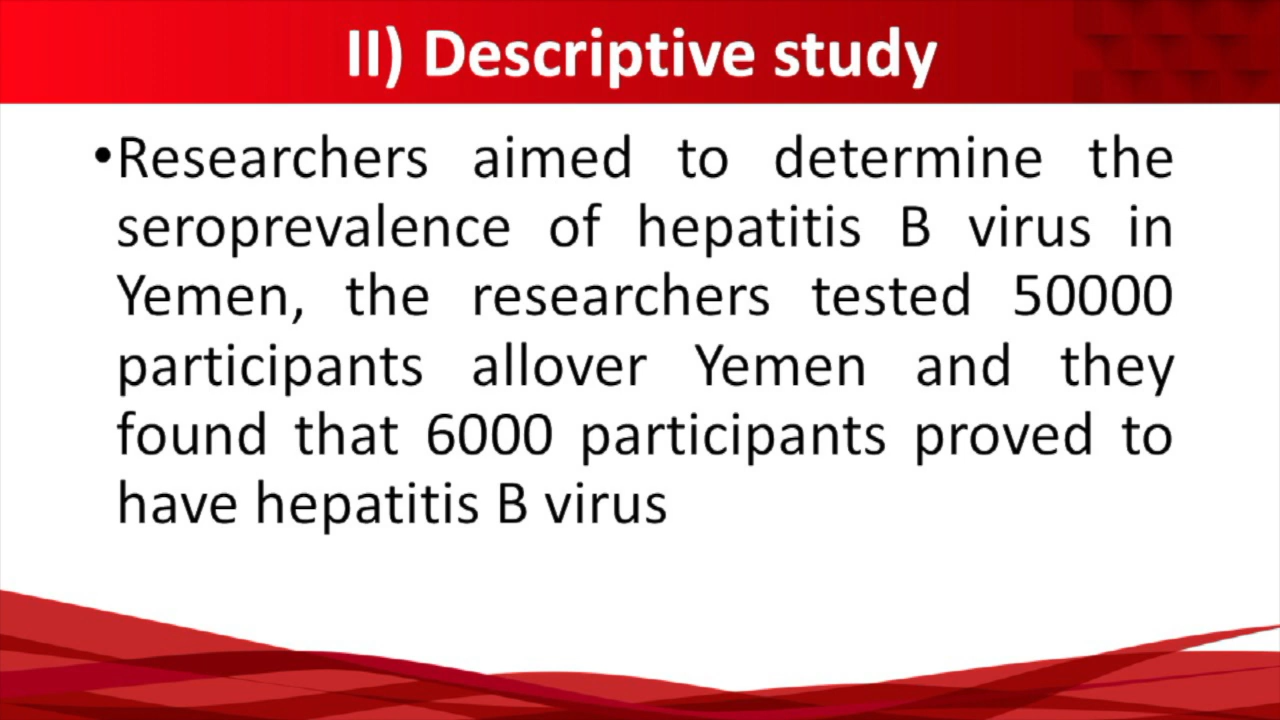 II) Descriptive study
•Researchers aimed to determine the
seroprevalence of hepatitis B virus in
Yemen, the researchers tested 50000
participants allover Yemen and they
found that 6000 participants proved to
have hepatitis B virus